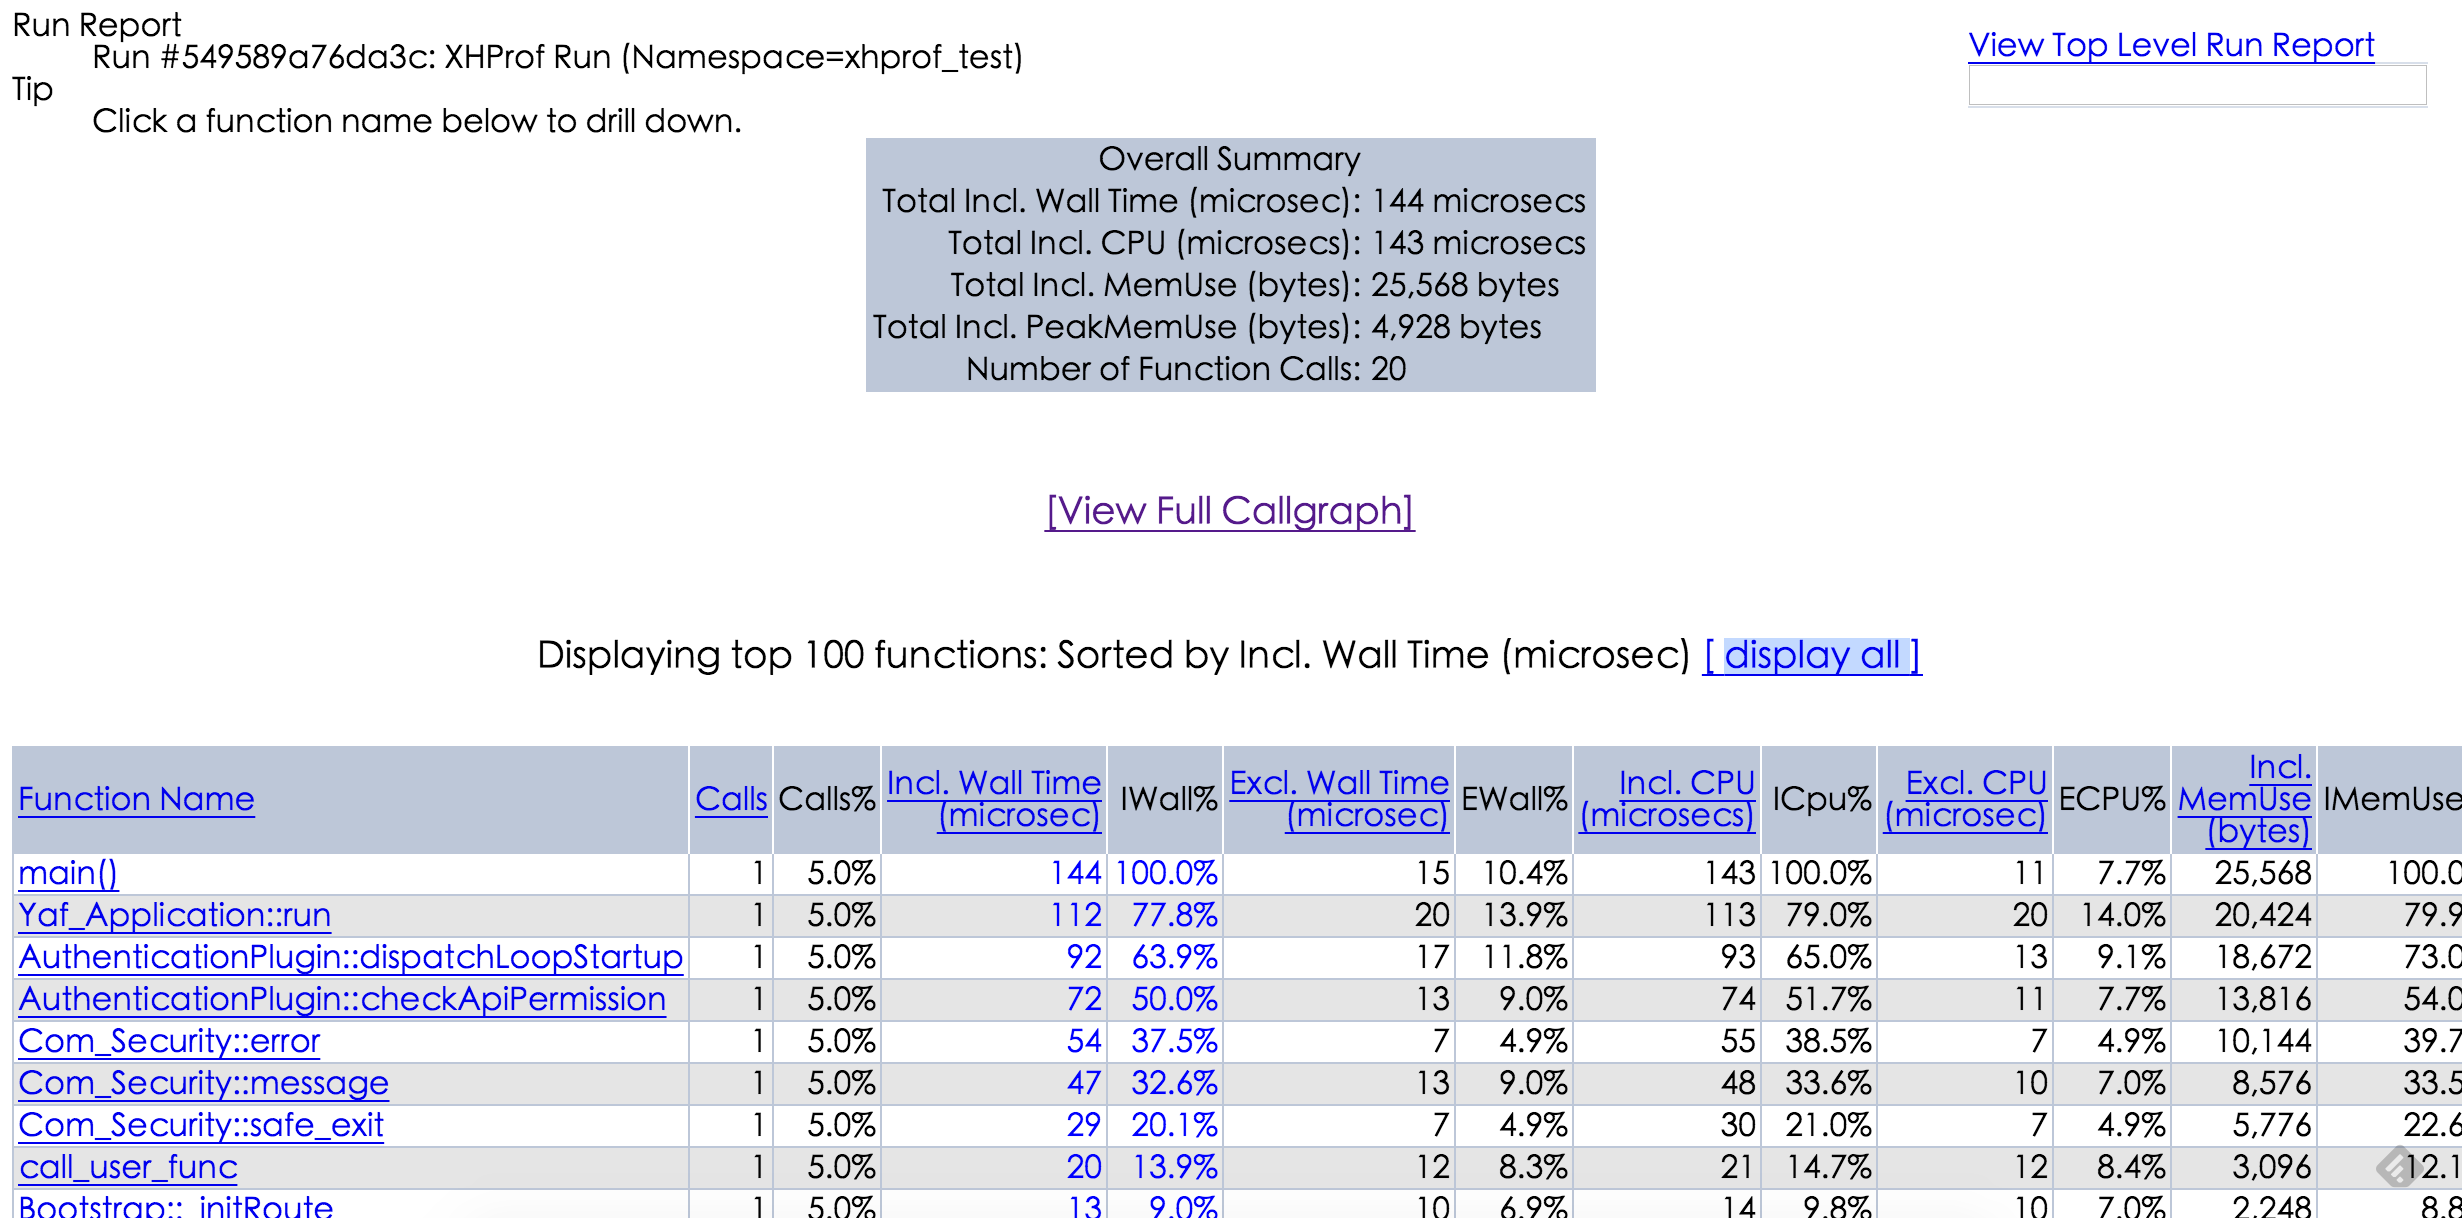 Run Report
Run #549589a76da3c: XHProf Run (Namespace=xhprof_test)
Tip
Click a function name below to drill down.
View Top Level Run Report
Overall Summary
Total Incl. Wall Time (microsec): 144 microsecs
Total Incl. CPU (microsecs): 143 microsecs
Total Incl. MemUse (bytes): 25,568 bytes
Total Incl. PeakMemUse (bytes): 4,928 bytes
Number of Function Calls: 20
[View Full Callgraph]
Displaying top 100 functions: Sorted by Incl. Wall Time (microsec) [ display all ]
Function Name Calls Calls% Incl. Wall Time (microsec) IWall% Excl. Wall Time (microsec) EWall% Incl. CPU (microsecs) ICpu% Excl. CPU (microsec) ECPU% Incl. MemUse (bytes) IMemUse
main() 1 5.0% 144 100.0% 15 10.4% 143 100.0% 11 7.7% 25,568 100.0
Yaf_Application::run 1 5.0% 112 77.8% 20 13.9% 113 79.0% 20 14.0% 20,424 79.9
AuthenticationPlugin::dispatchLoopStartup 1 5.0% 92 63.9% 17 11.8% 93 65.0% 13 9.1% 18,672 73.0
AuthenticationPlugin::checkApiPermission 1 5.0% 72 50.0% 13 9.0% 74 51.7% 11 7.7% 13,816 54.0
Com_Security::error 1 5.0% 54 37.5% 7 4.9% 55 38.5% 7 4.9% 10,144 39.7
Com_Security::message 1 5.0% 47 32.6% 13 9.0% 48 33.6% 10 7.0% 8,576 33.5
Com_Security::safe_exit 1 5.0% 29 20.1% 7 4.9% 30 21.0% 7 4.9% 5,776 22.6
call_user_func 1 5.0% 20 13.9% 12 8.3% 21 14.7% 12 8.4% 3,096 12.1
Bootstrap::_initRoute 1 5.0% 13 9.0% 10 6.9% 14 9.8% 10 7.0% 2,248 8.8